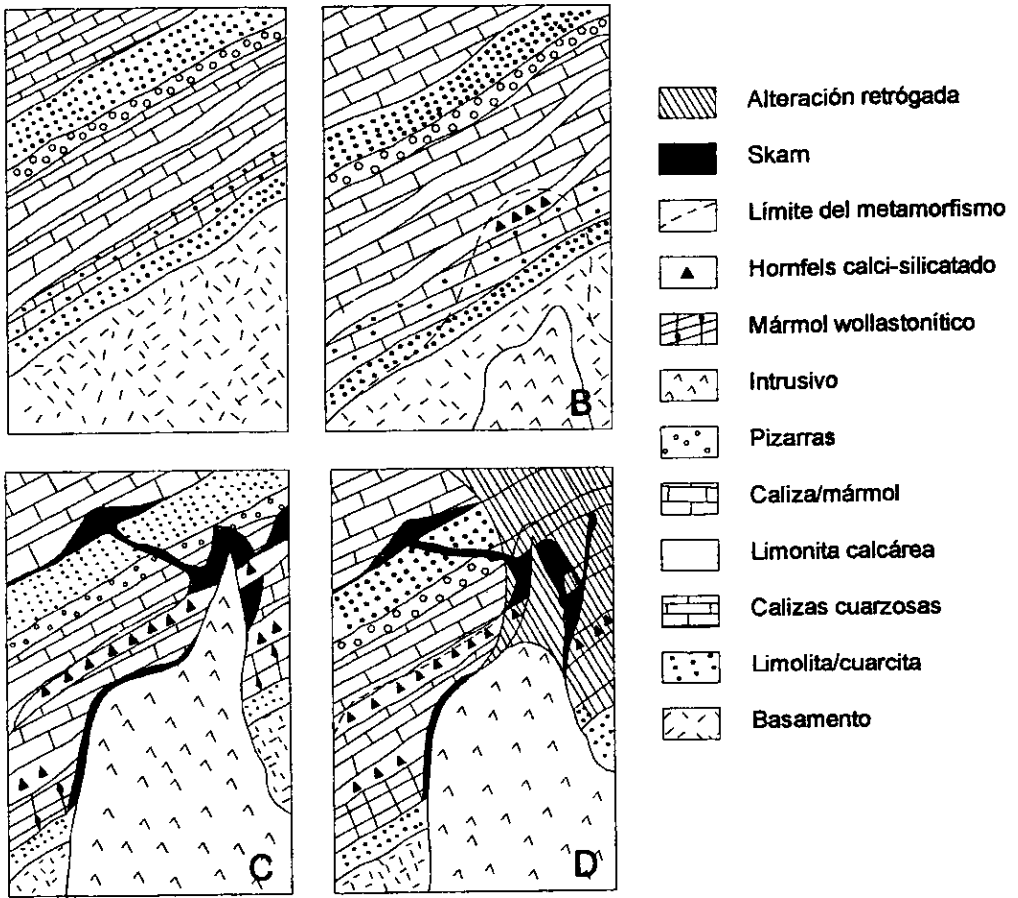 B
C
D
Alteración retrógada
Skarn
Límite del metamorfismo
Hornfels calci-silicatado
Mármol wollastonítico
Intrusivo
Pizarras
Caliza/mármol
Limonita calcárea
Calizas cuarzosas
Limolita/cuarcita
Basamento